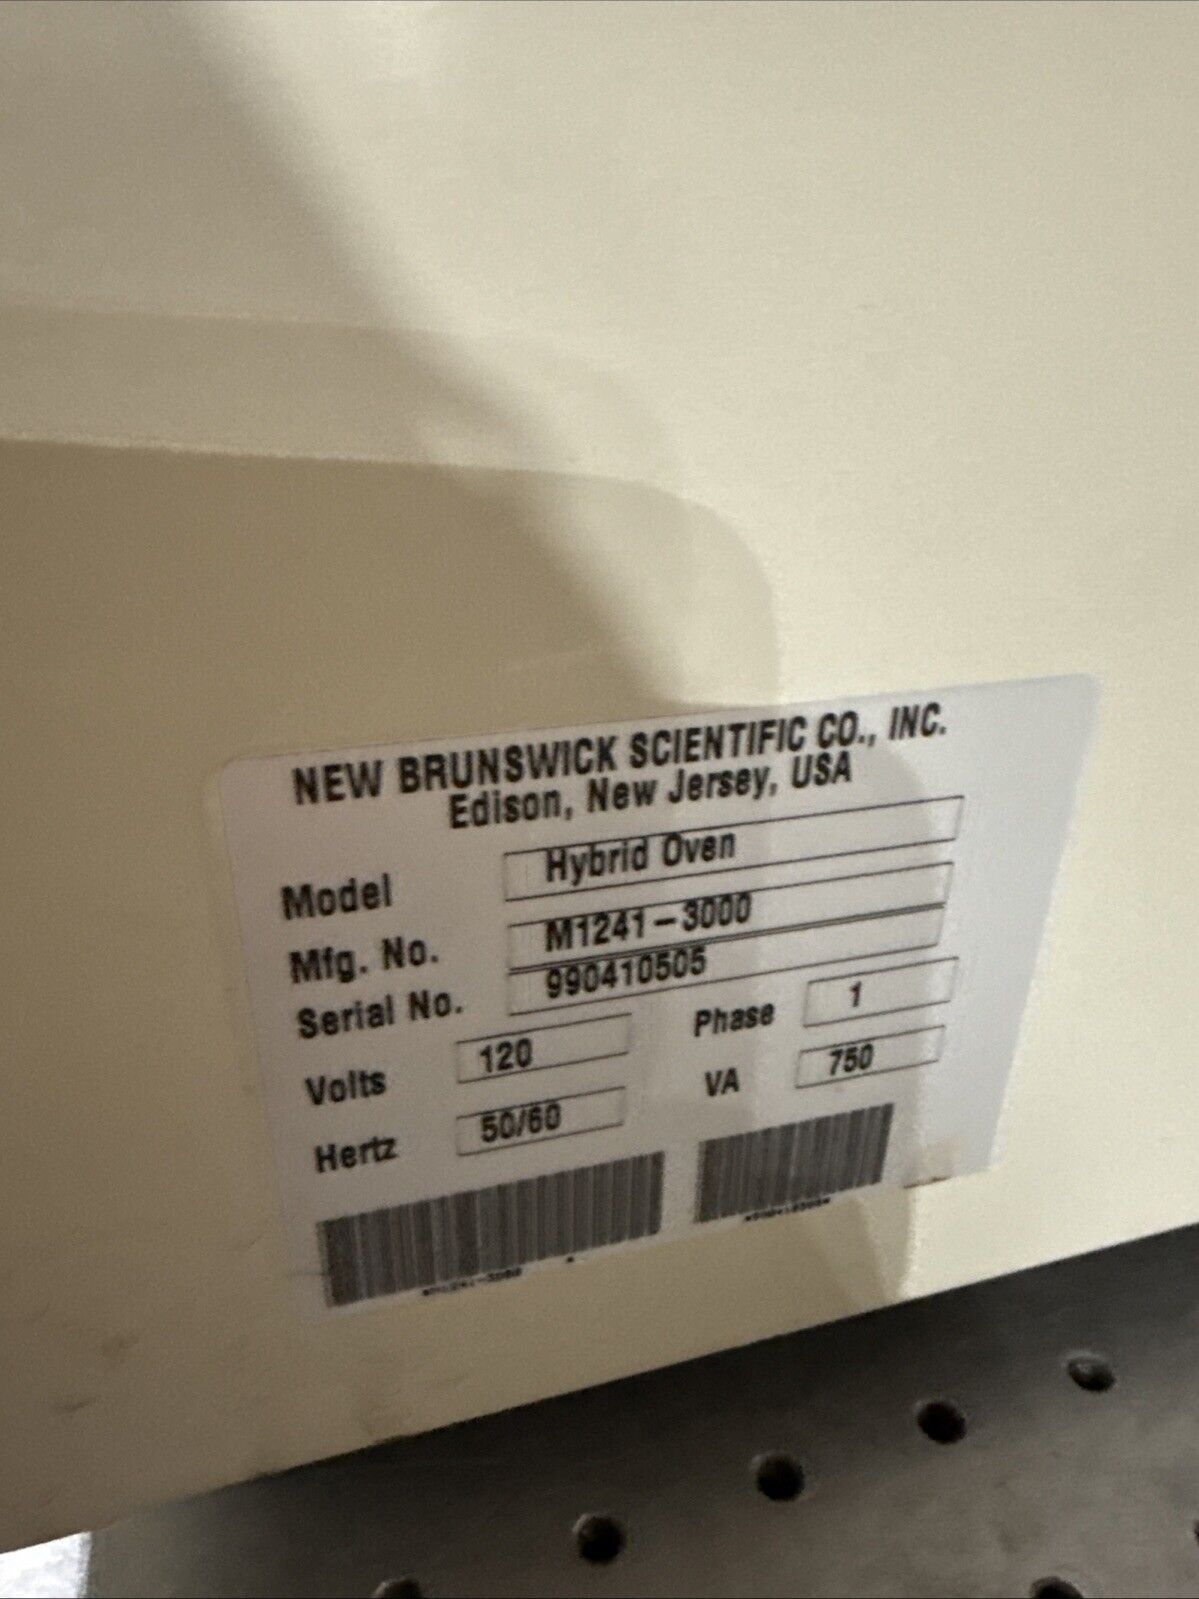 NEW BRUNSWICK SCIENTIFIC CO., INC.
Edison, New Jersey, USA
Model Hybrid Oven
Mfg. No. M1241-3000
Serial No. 990410505
Volts 120 Phase 1
Hertz 50/60 VA 750